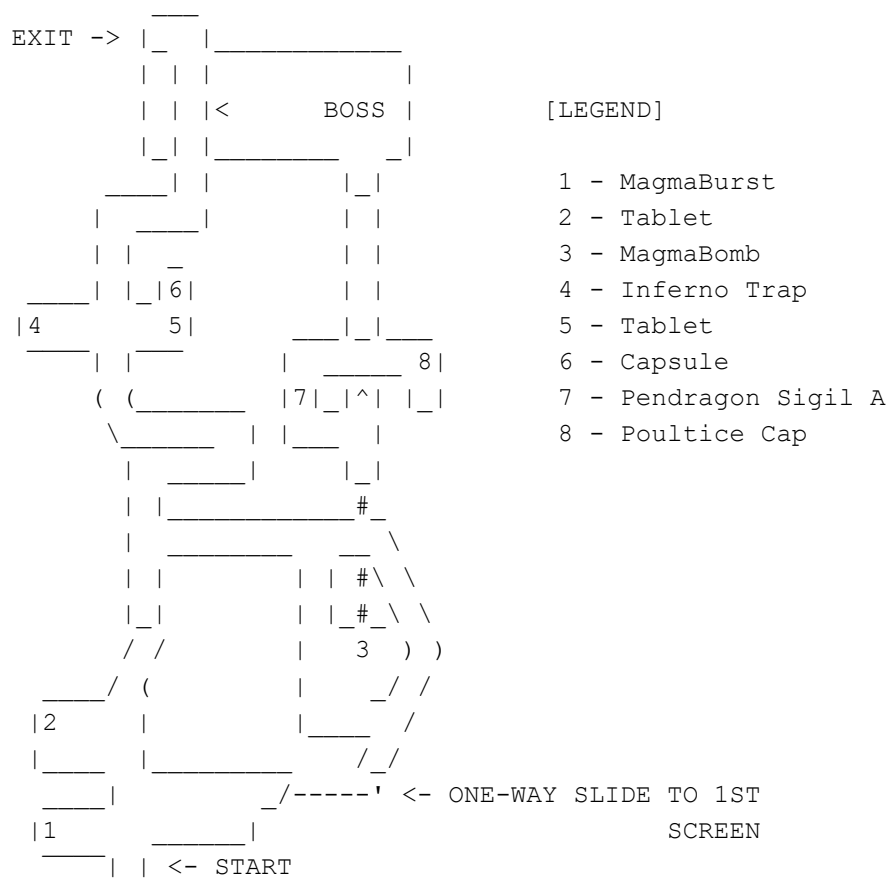 EXIT ->
< BOSS [LEGEND]
1 - MagmaBurst
2 - Tablet
3 - MagmaBomb
6 4 - Inferno Trap
4 5 5 - Tablet
8 6 - Capsule
7 ^ 7 - Pendragon Sigil A
8 - Poultice Cap
#
#
#
3
2
<- ONE-WAY SLIDE TO 1ST
1 SCREEN
<- START